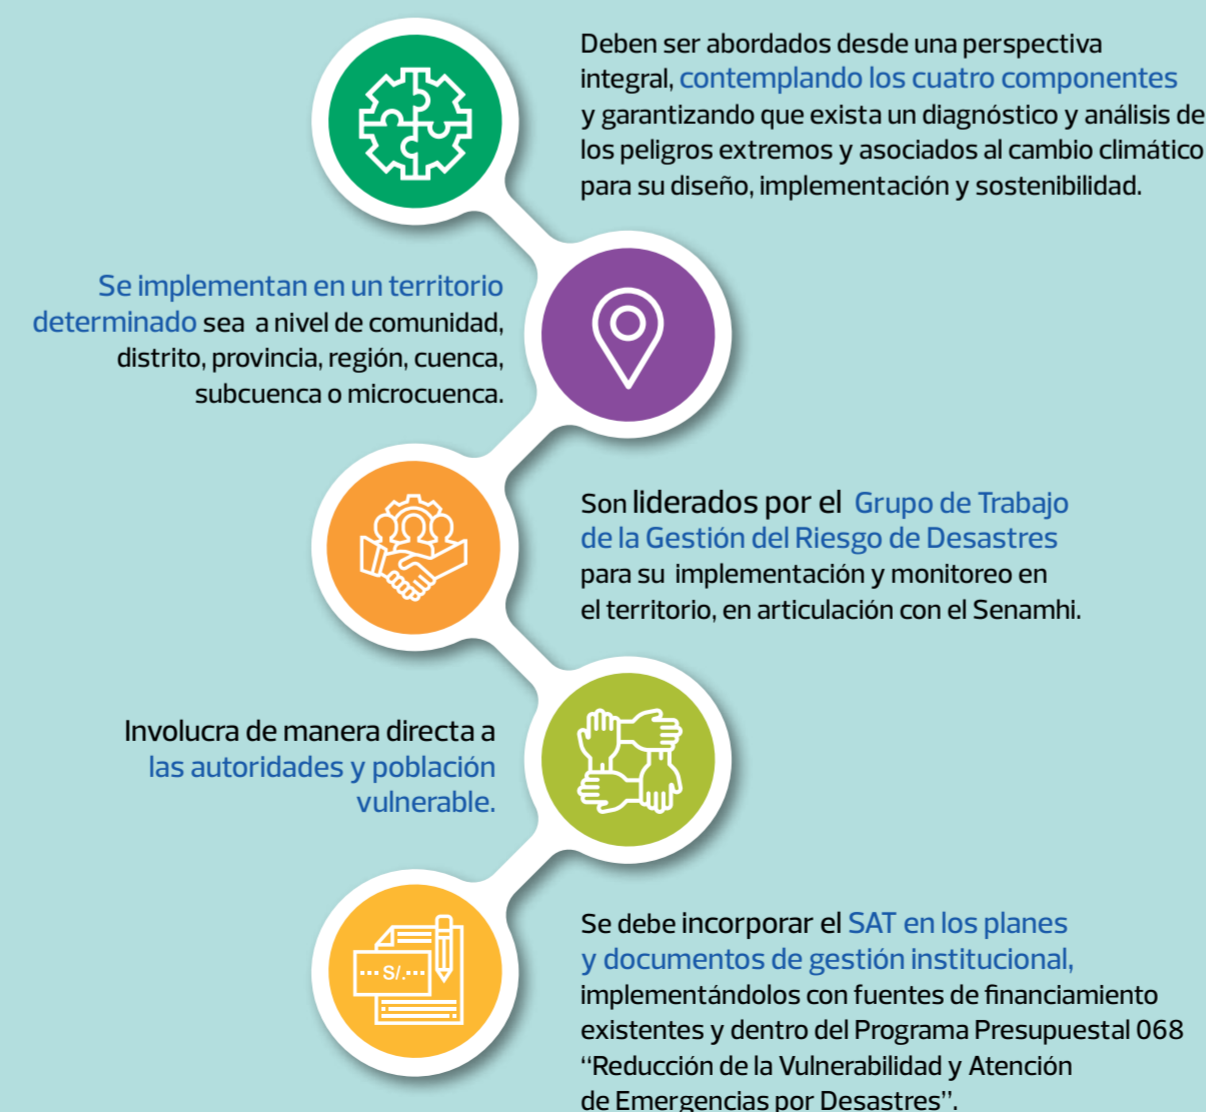 Deben ser abordados desde una perspectiva
integral, contemplando los cuatro componentes
y garantizando que exista un diagnóstico y análisis de
los peligros extremos y asociados al cambio climático
para su diseño, implementación y sostenibilidad.
Se implementan en un territorio
determinado sea a nivel de comunidad,
distrito, provincia, región, cuenca,
subcuenca o microcuenca.
Son liderados por el Grupo de Trabajo
de la Gestión del Riesgo de Desastres
para su implementación y monitoreo en
el territorio, en articulación con el Senamhi.
Involucra de manera directa a
las autoridades y población
vulnerable.
S/.
Se debe incorporar el SAT en los planes
y documentos de gestión institucional,
implementándolos con fuentes de financiamiento
existentes y dentro del Programa Presupuestal 068
“Reducción de la Vulnerabilidad y Atención
de Emergencias por Desastres”.